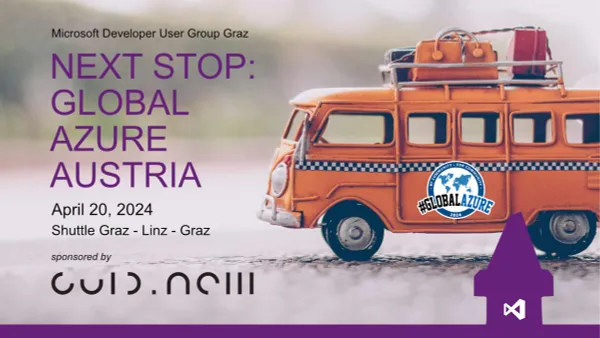 Microsoft Developer User Group Graz
NEXT STOP:
GLOBAL
AZURE
AUSTRIA
April 20, 2024
Shuttle Graz - Linz - Graz
sponsored by
#GLOBALAZURE
2024